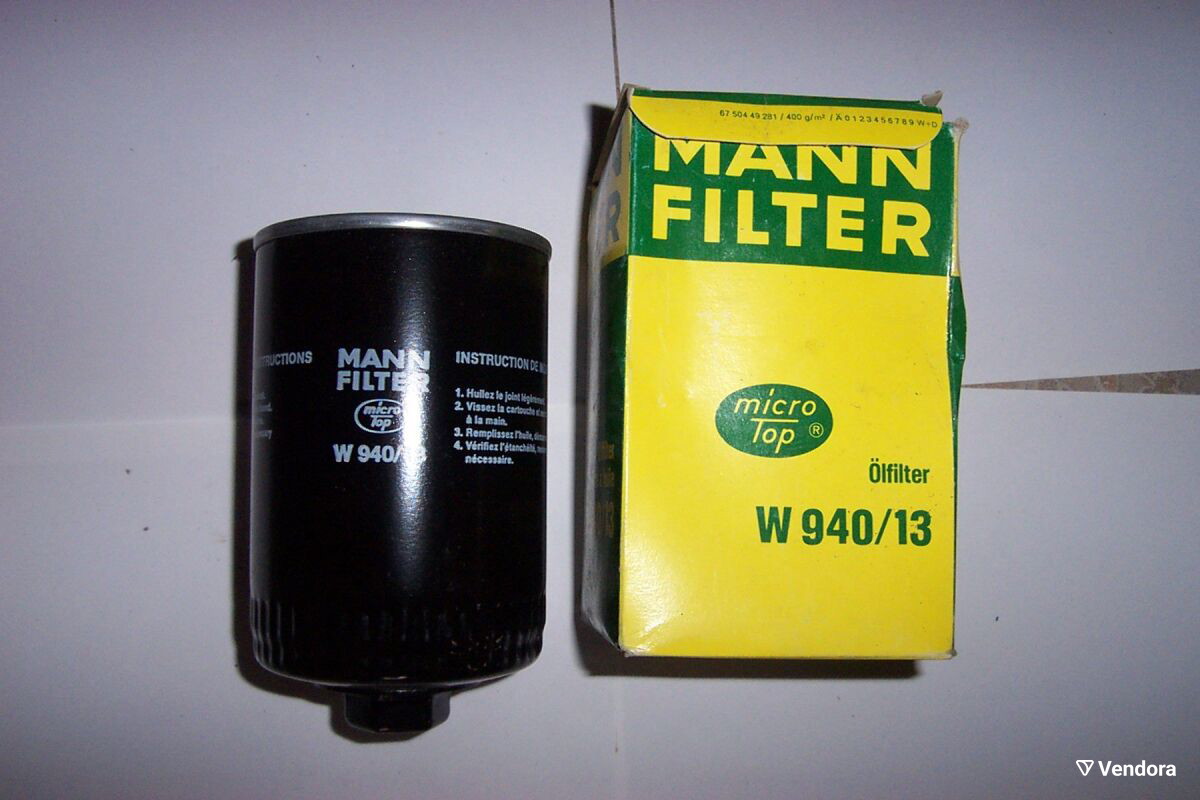 TRUCTIONS
MANN
FILTER
micro
Top
W 940/
INSTRUCTION DE
1. Huilez le joint légèrement
2. Vissez la cartouche et
à la main.
3. Remplissez l'huile,
4. Vérifiez l'étanchéité,
nécessaire.
67 504 49 281 / 400 g/m² / Ä 0 1 2 3 4 5 6 7 8 9 W+D
MANN
FILTER
micro
Top ®
Ölfilter
W 940/13
Vendora